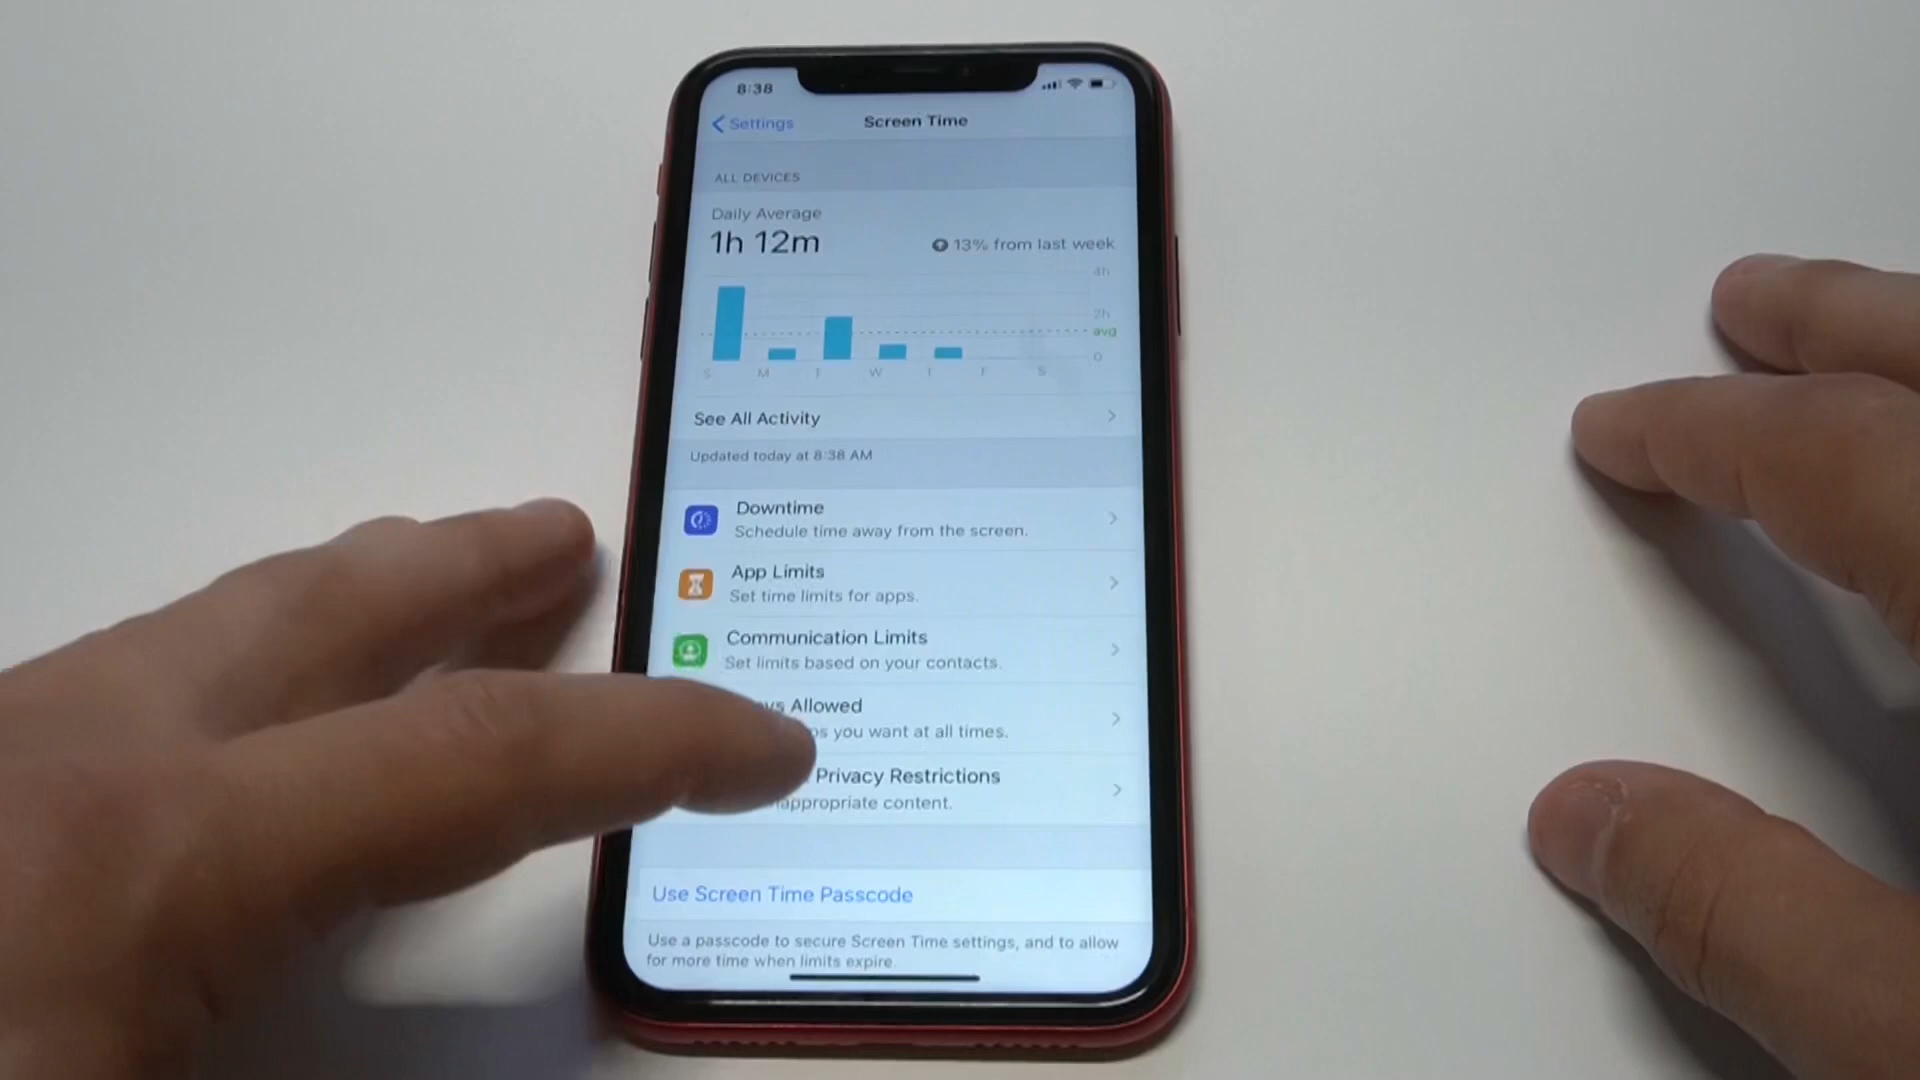 8:38
Settings
Screen Time
ALL DEVICES
Daily Average
1h 12m
13% from last week
4h
2h
avg
0
S M T W T F S
See All Activity
Updated today at 8:38 AM
Downtime
Schedule time away from the screen.
App Limits
Set time limits for apps.
Communication Limits
Set limits based on your contacts.
Allowed
you want at all times.
Privacy Restrictions
content.
Use Screen Time Passcode
Use a passcode to secure Screen Time settings, and to allow
for more time when limits expire.